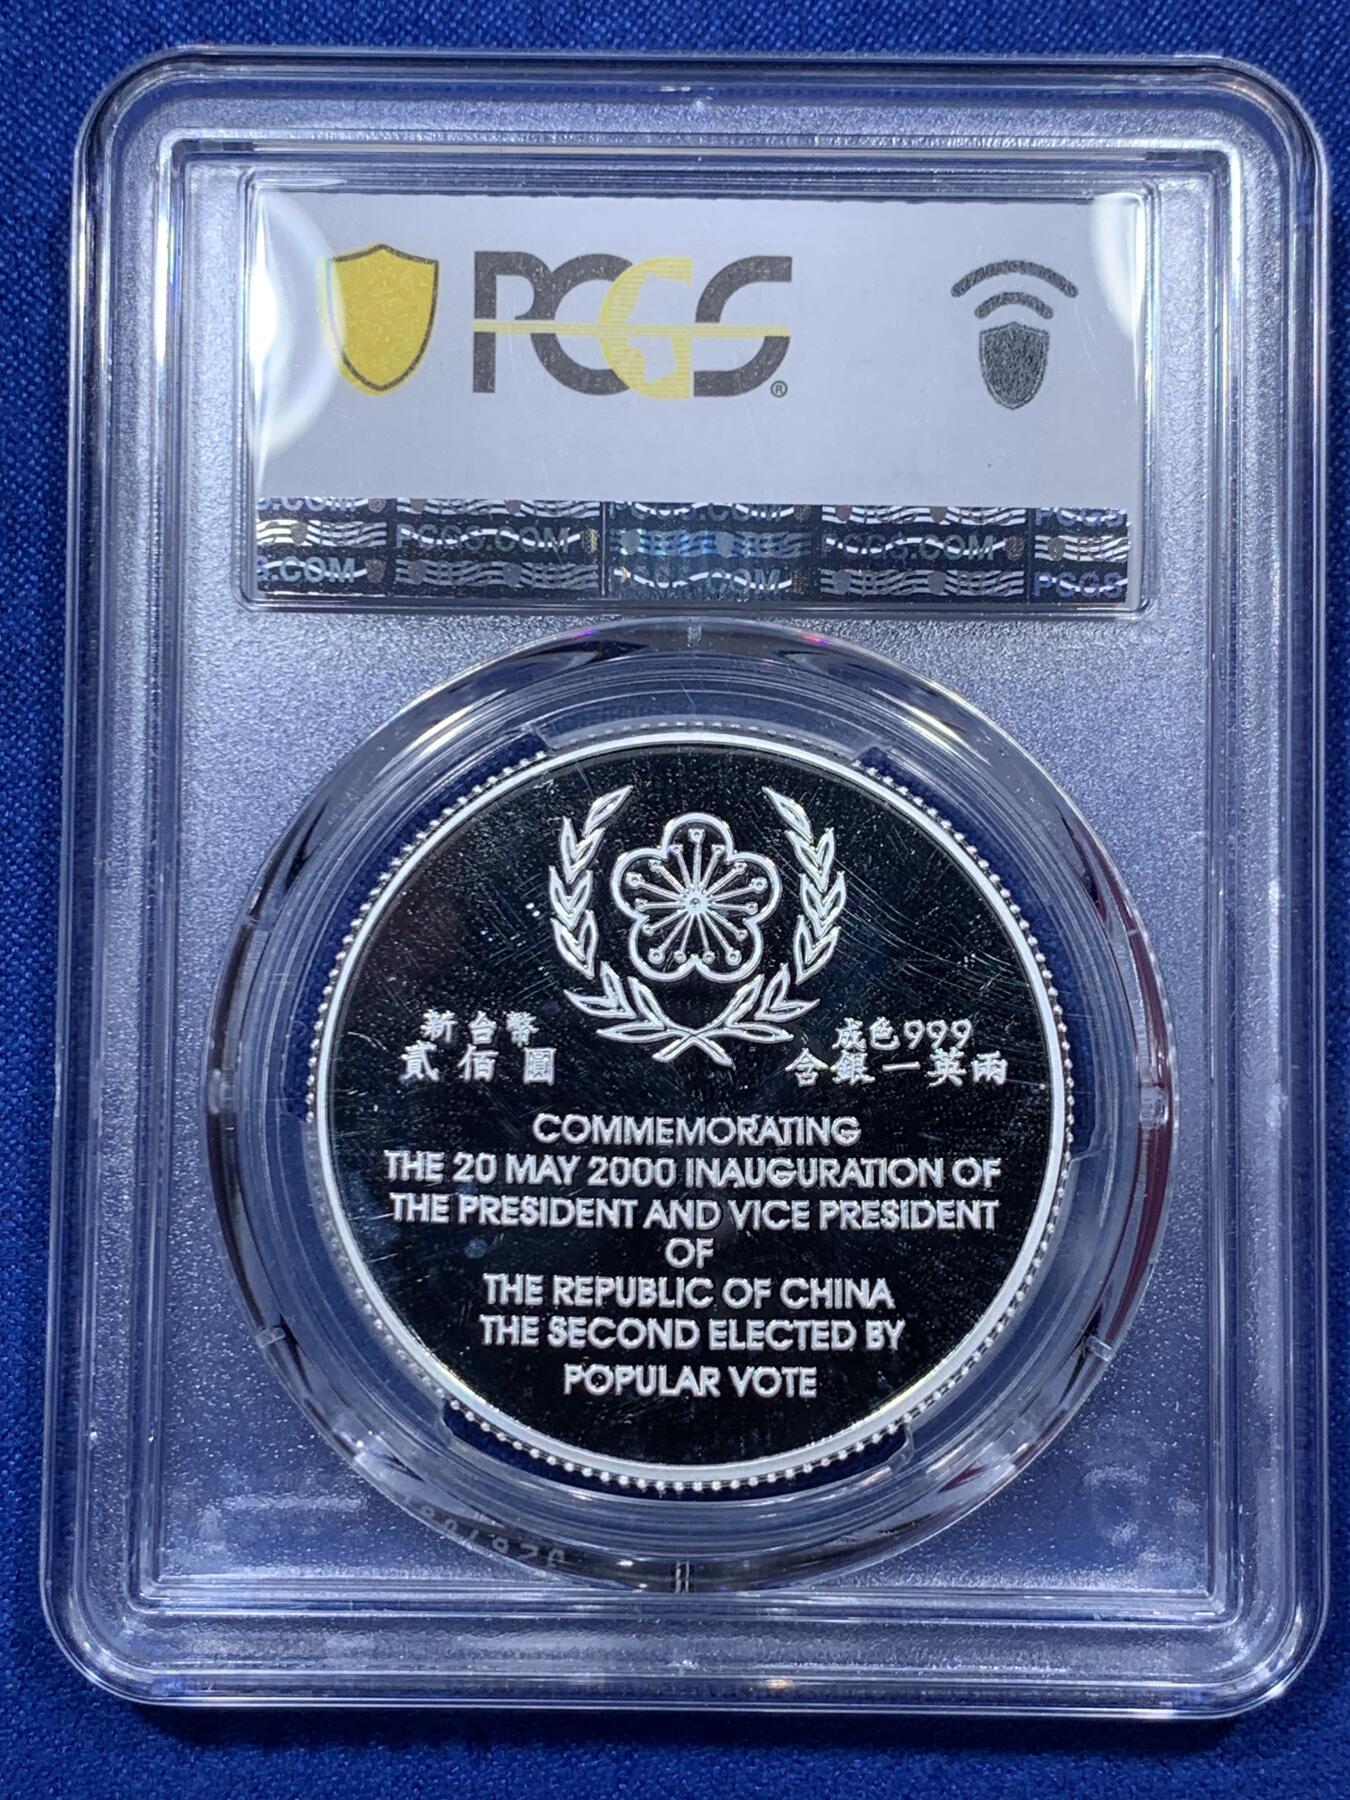 PCGS®
PCGS.COM
新台幣
貳佰圓
成色999
含銀一英兩
COMMEMORATING
THE 20 MAY 2000 INAUGURATION OF
THE PRESIDENT AND VICE PRESIDENT
OF
THE REPUBLIC OF CHINA
THE SECOND ELECTED BY
POPULAR VOTE